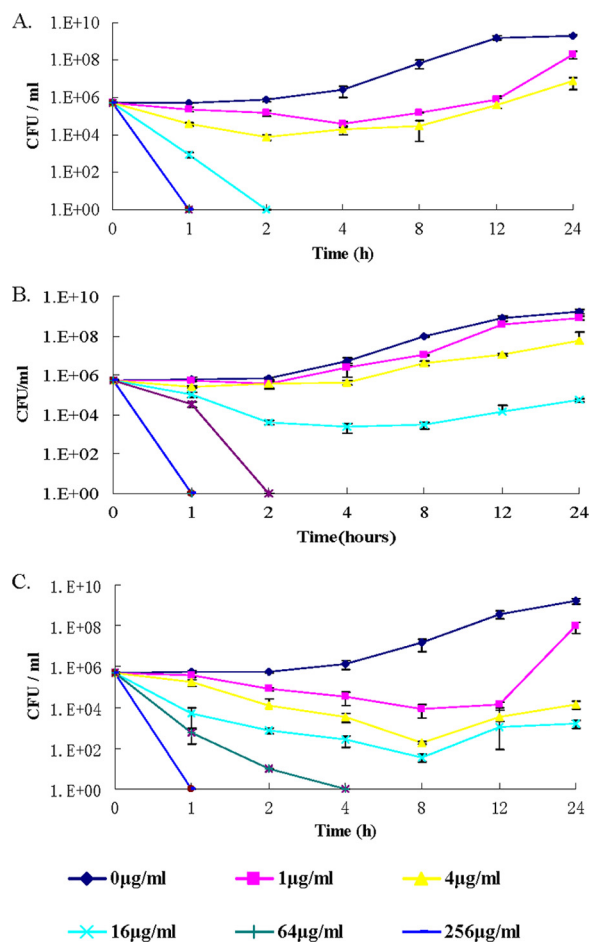 A.
1.E+10
1.E+08
1.E+06
1.E+04
1.E+02
1.E+00
CFU / ml
0 1 2 4 8 12 24
Time (h)
B.
1.E+10
1.E+08
1.E+06
1.E+04
1.E+02
1.E+00
CFU/ml
0 1 2 4 8 12 24
Time(hours)
C.
1.E+10
1.E+08
1.E+06
1.E+04
1.E+02
1.E+00
CFU / ml
0 1 2 4 8 12 24
Time (h)
0µg/ml 1µg/ml 4µg/ml
16µg/ml 64µg/ml 256µg/ml